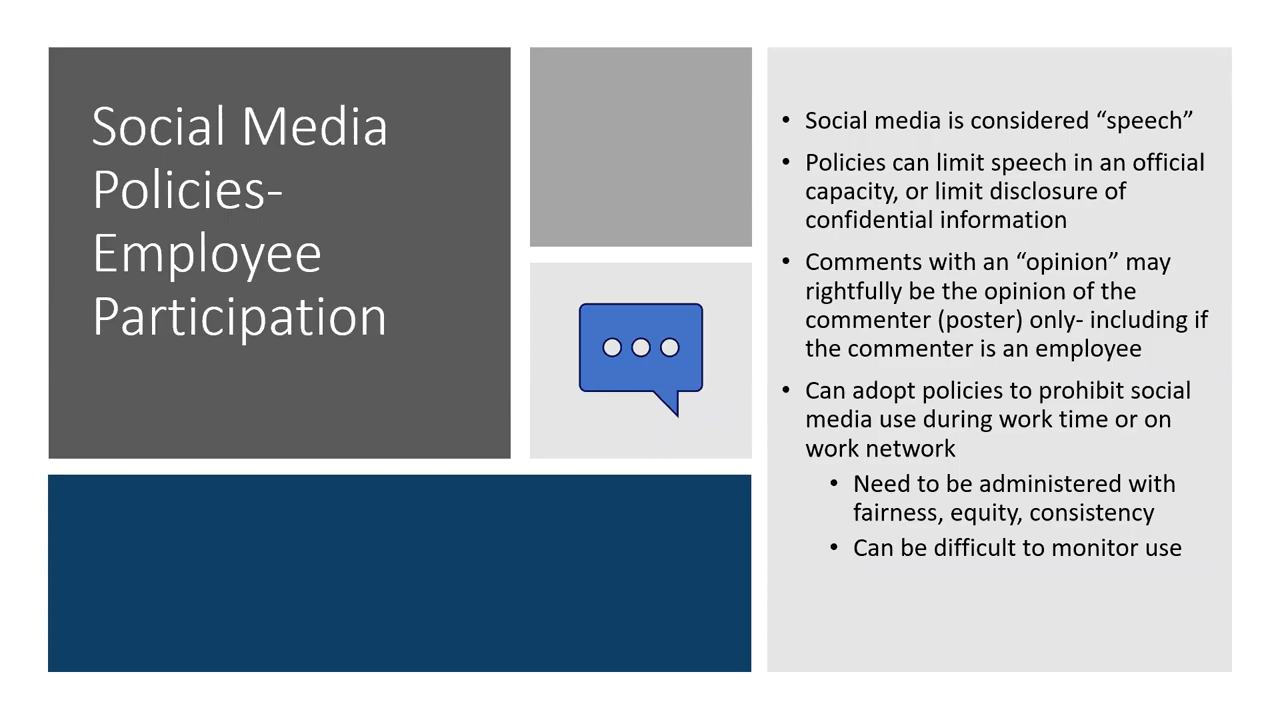 Social Media
Policies-
Employee
Participation
• Social media is considered “speech”
• Policies can limit speech in an official
capacity, or limit disclosure of
confidential information
• Comments with an “opinion” may
rightfully be the opinion of the
commenter (poster) only- including if
the commenter is an employee
• Can adopt policies to prohibit social
media use during work time or on
work network
• Need to be administered with
fairness, equity, consistency
• Can be difficult to monitor use